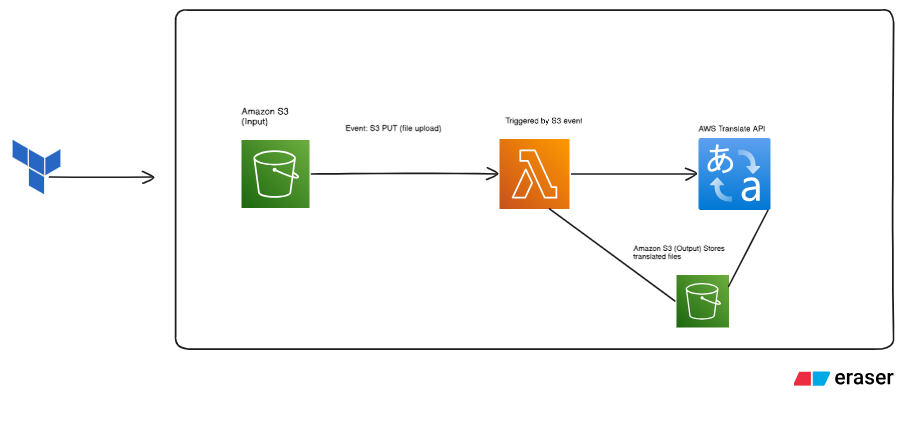 Amazon S3
(Input)
Event: S3 PUT (file upload)
Triggered by S3 event
AWS Translate API
あ
a
Amazon S3 (Output) Stores
translated files
eraser